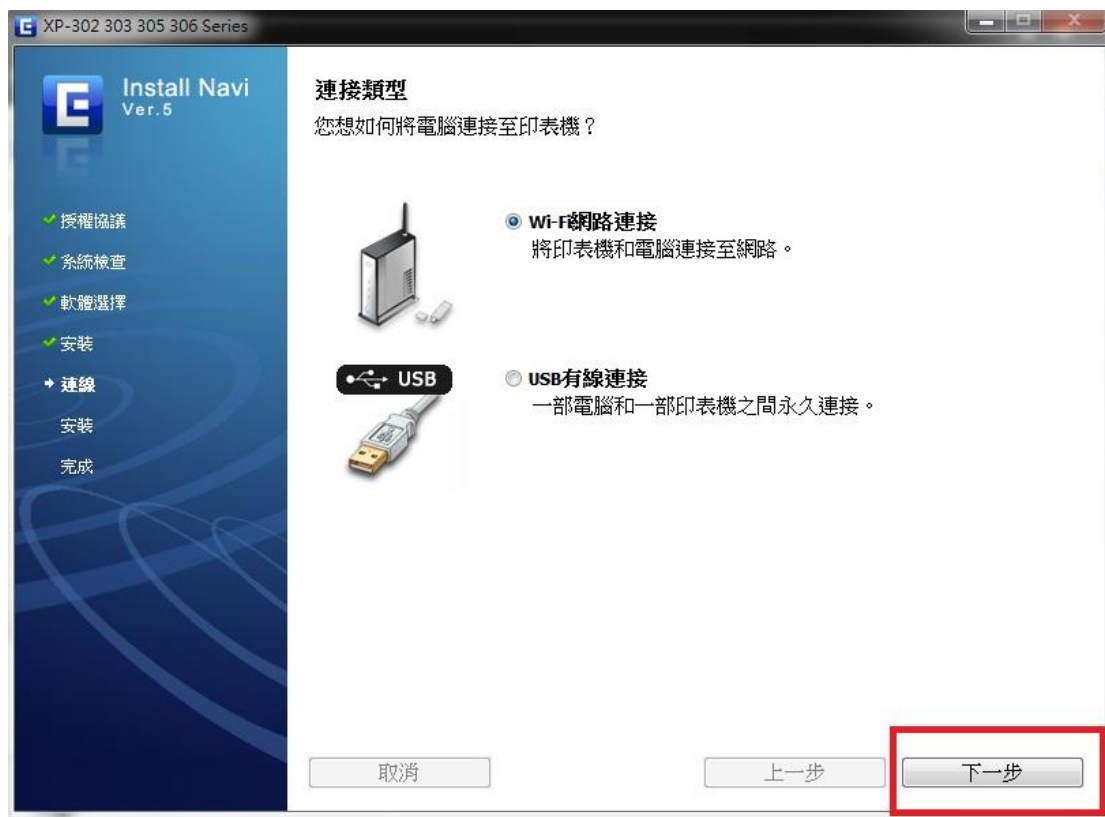 XP-302 303 305 306 Series
Install Navi
Ver.5
授權協議
系統檢查
軟體選擇
安裝
連線
安裝
完成
連接類型
您想如何將電腦連接至印表機？
Wi-Fi網路連接
將印表機和電腦連接至網路。
USB
USB有線連接
一部電腦和一部印表機之間永久連接。
取消
上一步
下一步